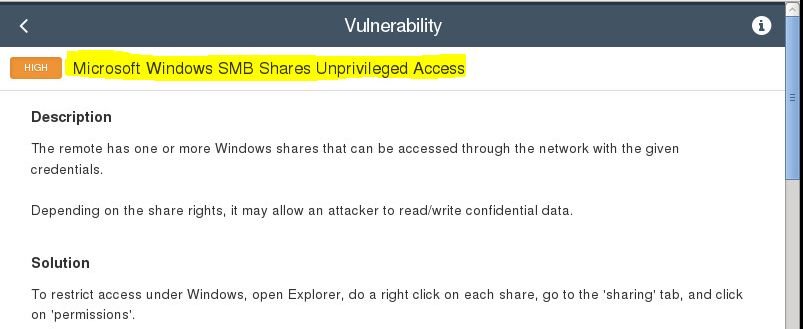 Vulnerability
HIGH Microsoft Windows SMB Shares Unprivileged Access
Description
The remote has one or more Windows shares that can be accessed through the network with the given
credentials.
Depending on the share rights, it may allow an attacker to read/write confidential data.
Solution
To restrict access under Windows, open Explorer, do a right click on each share, go to the 'sharing' tab, and click
on 'permissions'.